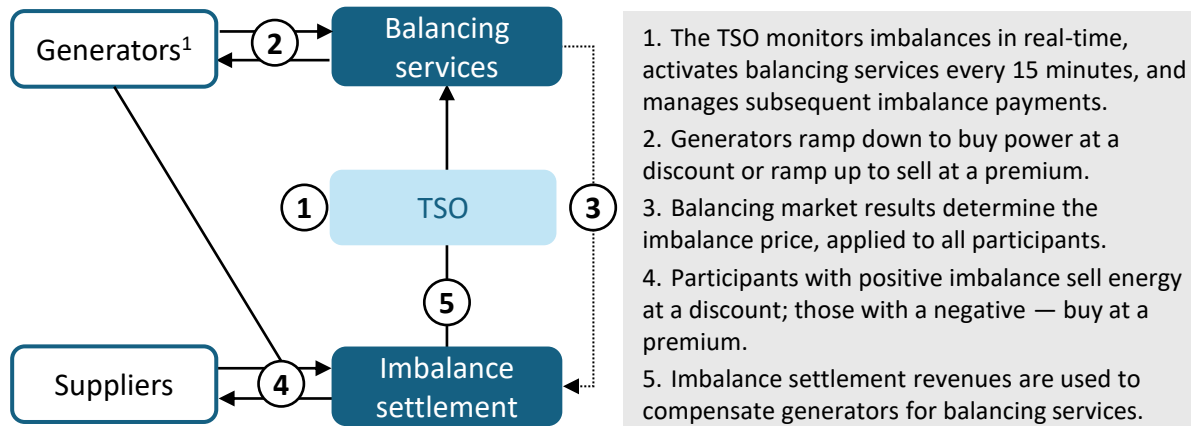 Generators1
2
Balancing
services
1
TSO
3
5
Suppliers
4
Imbalance
settlement
1. The TSO monitors imbalances in real-time,
activates balancing services every 15 minutes, and
manages subsequent imbalance payments.
2. Generators ramp down to buy power at a
discount or ramp up to sell at a premium.
3. Balancing market results determine the
imbalance price, applied to all participants.
4. Participants with positive imbalance sell energy
at a discount; those with a negative — buy at a
premium.
5. Imbalance settlement revenues are used to
compensate generators for balancing services.